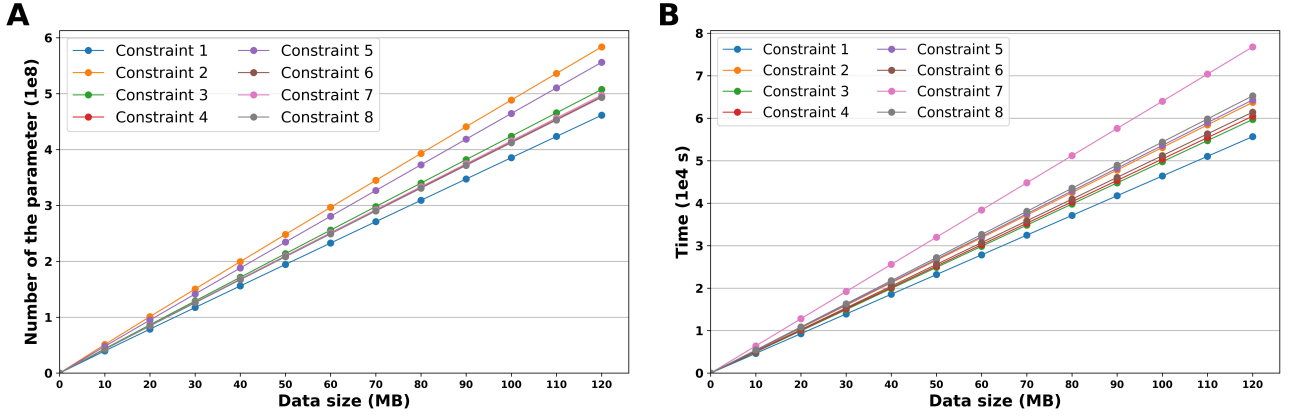 A
Number of the parameter (1e8)
6
5
4
3
2
1
0
Constraint 1
Constraint 2
Constraint 3
Constraint 4
Constraint 5
Constraint 6
Constraint 7
Constraint 8
0 10 20 30 40 50 60 70 80 90 100 110 120
Data size (MB)
B
Time (1e4 s)
8
7
6
5
4
3
2
1
0
Constraint 1
Constraint 2
Constraint 3
Constraint 4
Constraint 5
Constraint 6
Constraint 7
Constraint 8
0 10 20 30 40 50 60 70 80 90 100 110 120
Data size (MB)